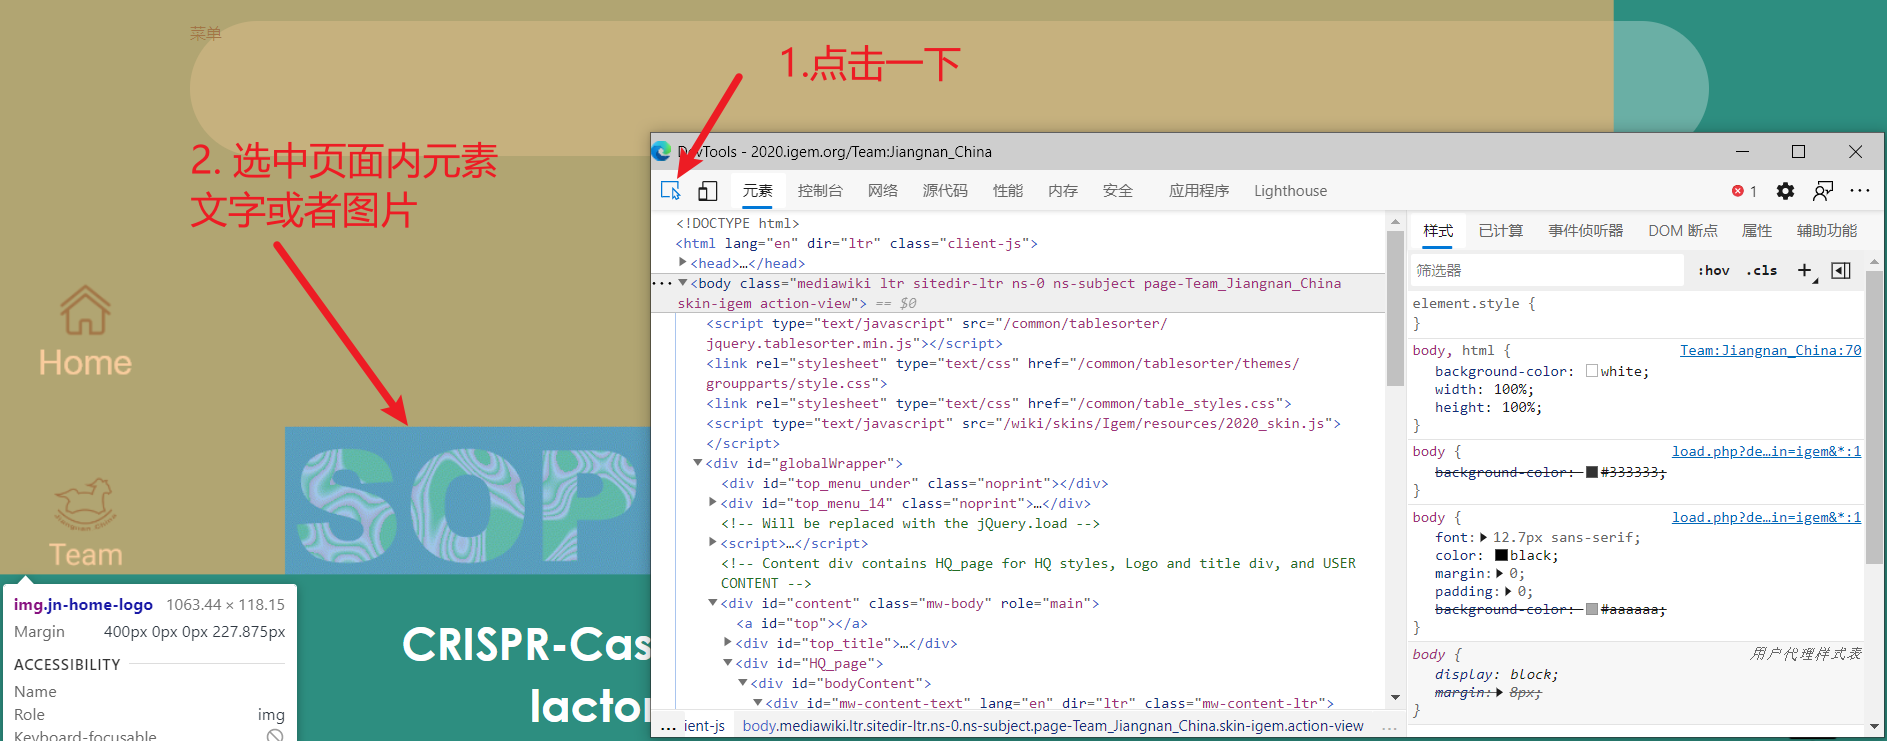 菜单
1.点击一下
2. 选中页面内元素
文字或者图片
Home
Jiangnan China
Team
SOP
img.jn-home-logo 1063.44 × 118.15
Margin 400px 0px 0px 227.875px
ACCESSIBILITY
Name
Role img
Keyboard-focusable
CRISPR-Cas
lactor
DevTools - 2020.igem.org/Team:Jiangnan_China
元素 控制台 网络 源代码 性能 内存 安全 应用程序 Lighthouse
1
<!DOCTYPE html>
<html lang="en" dir="ltr" class="client-js">
<head>…</head>
<body class="mediawiki ltr sitedir-ltr ns-0 ns-subject page-Team_Jiangnan_China
skin-igem action-view"> == $0
<script type="text/javascript" src="/common/tablesorter/
jquery.tablesorter.min.js"></script>
<link rel="stylesheet" type="text/css" href="/common/tablesorter/themes/
groupparts/style.css">
<link rel="stylesheet" type="text/css" href="/common/table_styles.css">
<script type="text/javascript" src="/wiki/skins/Igem/resources/2020_skin.js">
</script>
<div id="globalWrapper">
<div id="top_menu_under" class="noprint"></div>
<div id="top_menu_14" class="noprint">…</div>
<!-- Will be replaced with the jQuery.load -->
<script>…</script>
<!-- Content div contains HQ_page for HQ styles, Logo and title div, and USER
CONTENT -->
<div id="content" class="mw-body" role="main">
<a id="top"></a>
<div id="top_title">…</div>
<div id="HQ_page">
<div id="bodyContent">
<div id="mw-content-text" lang="en" dir="ltr" class="mw-content-ltr">
… ient-js body.mediawiki.ltr.sitedir-ltr.ns-0.ns-subject.page-Team_Jiangnan_China.skin-igem.action-view …
样式 已计算 事件侦听器 DOM 断点 属性 辅助功能
筛选器 :hov .cls +
element.style {
}
body, html { Team:Jiangnan_China:70
background-color: white;
width: 100%;
height: 100%;
}
body { load.php?de…in=igem&*:1
background-color: #333333;
}
body { load.php?de…in=igem&*:1
font: 12.7px sans-serif;
color: black;
margin: 0;
padding: 0;
background-color: #aaaaaa;
}
body { 用户代理样式表
display: block;
margin: 8px;
}